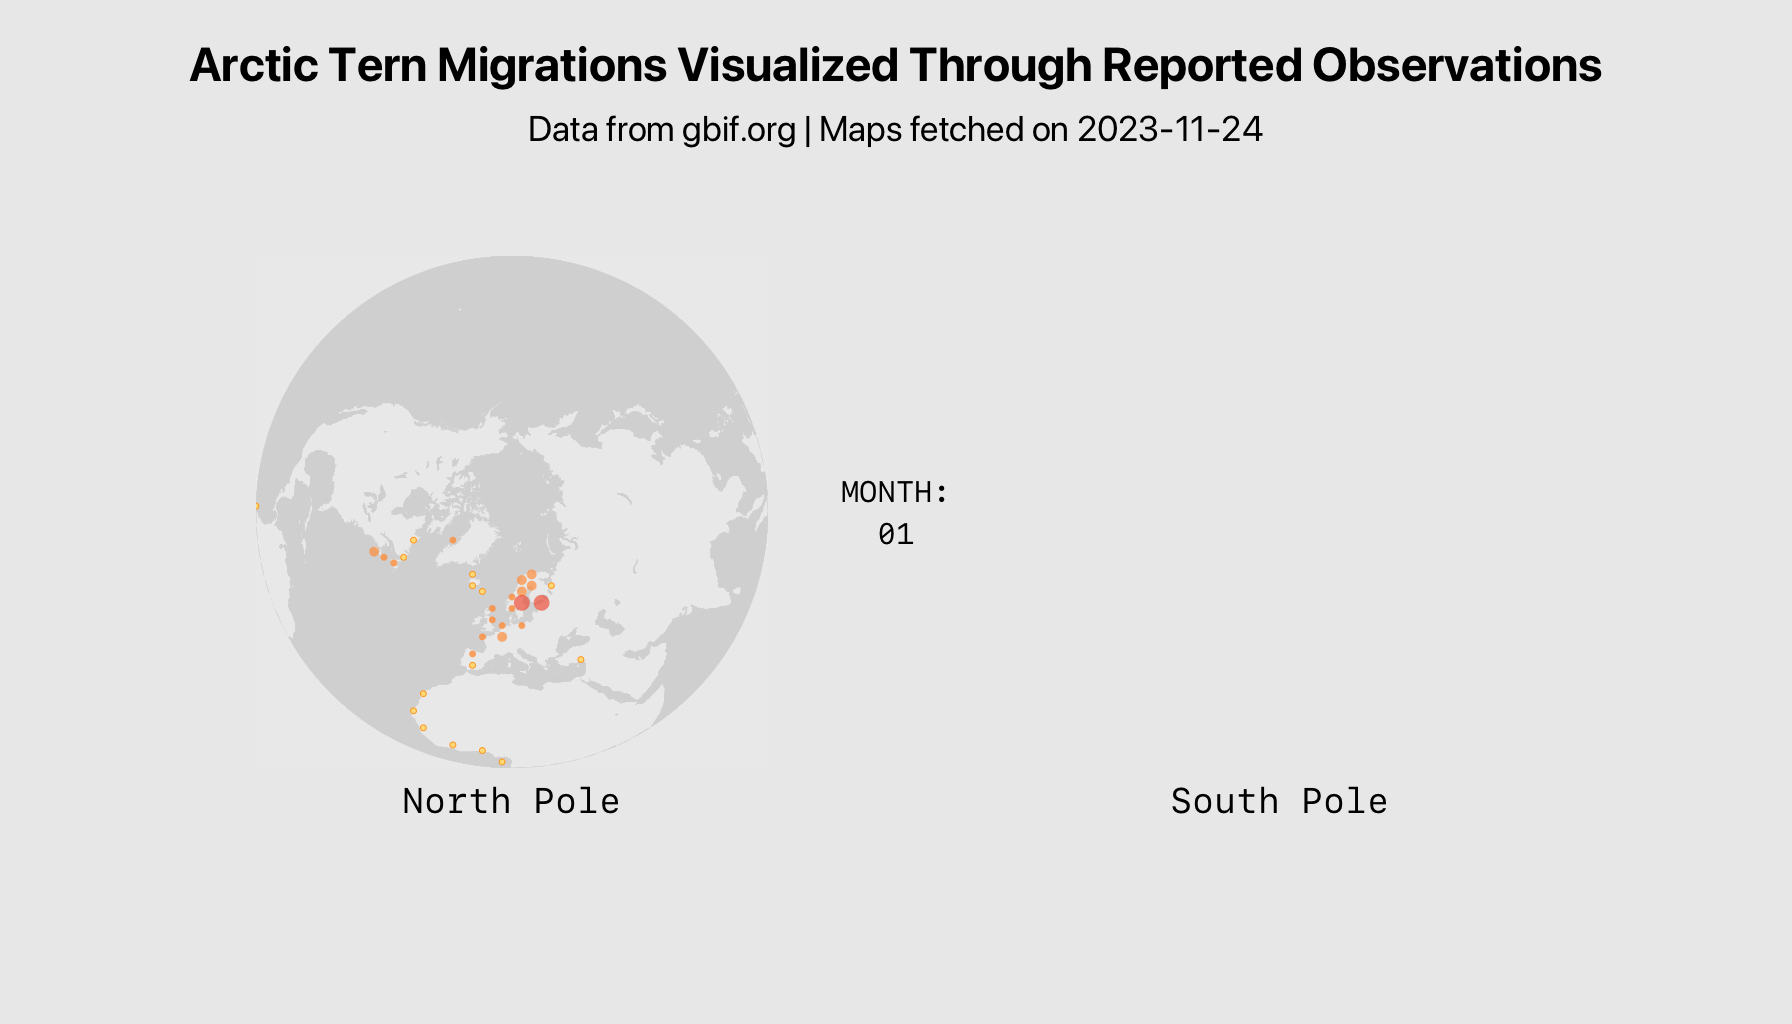 Arctic Tern Migrations Visualized Through Reported Observations
Data from gbif.org | Maps fetched on 2023-11-24
MONTH:
01
North Pole
South Pole